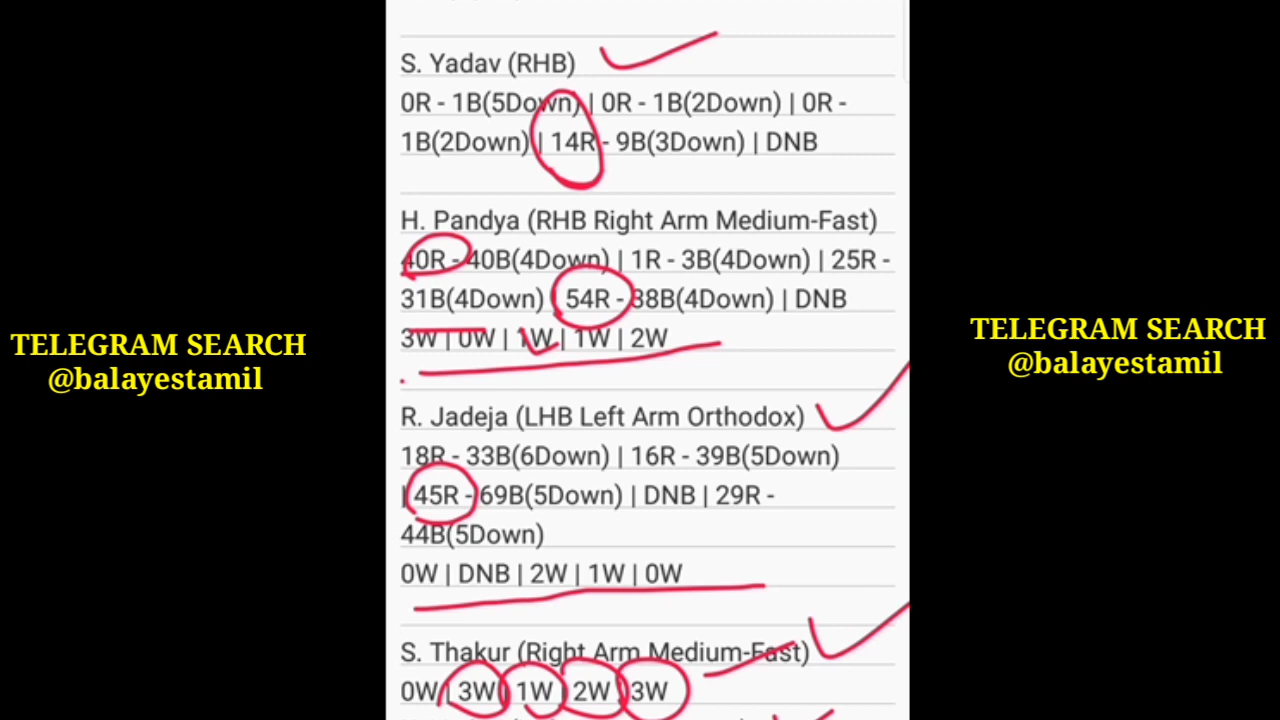 S. Yadav (RHB)
0R - 1B(5Down) | 0R - 1B(2Down) | 0R -
1B(2Down) | 14R - 9B(3Down) | DNB
H. Pandya (RHB Right Arm Medium-Fast)
40R - 40B(4Down) | 1R - 3B(4Down) | 25R -
31B(4Down) | 54R - 38B(4Down) | DNB
3W | 0W | 1W | 1W | 2W
R. Jadeja (LHB Left Arm Orthodox)
18R - 33B(6Down) | 16R - 39B(5Down)
| 45R - 69B(5Down) | DNB | 29R -
44B(5Down)
0W | DNB | 2W | 1W | 0W
S. Thakur (Right Arm Medium-Fast)
0W | 3W | 1W | 2W | 3W
TELEGRAM SEARCH
@balayestamil
TELEGRAM SEARCH
@balayestamil